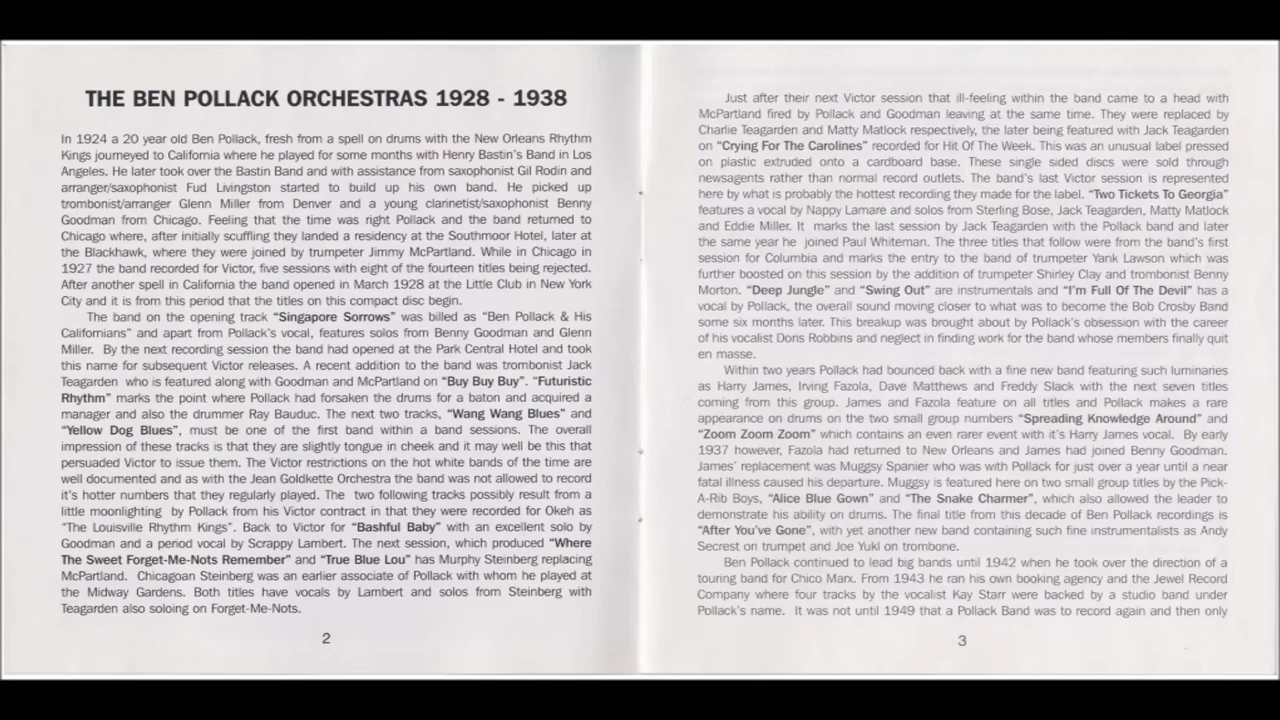 THE BEN POLLACK ORCHESTRAS 1928 - 1938
In 1924 a 20 year old Ben Pollack, fresh from a spell on drums with the New Orleans Rhythm
Kings journeyed to California where he played for some months with Henry Bastin's Band in Los
Angeles. He later took over the Bastin Band and with assistance from saxophonist Gil Rodin and
arranger/saxophonist Fud Livingston started to build up his own band. He picked up
trombonist/arranger Glenn Miller from Denver and a young clarinetist/saxophonist Benny
Goodman from Chicago. Feeling that the time was right Pollack and the band returned to
Chicago where, after initially scuffling they landed a residency at the Southmoor Hotel, later at
the Blackhawk, where they were joined by trumpeter Jimmy McPartland. While in Chicago in
1927 the band recorded for Victor, five sessions with eight of the fourteen titles being rejected.
After another spell in California the band opened in March 1928 at the Little Club in New York
City and it is from this period that the titles on this compact disc begin.
The band on the opening track "Singapore Sorrows" was billed as "Ben Pollack & His
Californians" and apart from Pollack's vocal, features solos from Benny Goodman and Glenn
Miller. By the next recording session the band had opened at the Park Central Hotel and took
this name for subsequent Victor releases. A recent addition to the band was trombonist Jack
Teagarden who is featured along with Goodman and McPartland on "Buy Buy Buy". "Futuristic
Rhythm" marks the point where Pollack had forsaken the drums for a baton and acquired a
manager and also the drummer Ray Bauduc. The next two tracks, "Wang Wang Blues" and
"Yellow Dog Blues", must be one of the first band within a band sessions. The overall
impression of these tracks is that they are slightly tongue in cheek and it may well be this that
persuaded Victor to issue them. The Victor restrictions on the hot white bands of the time are
well documented and as with the Jean Goldkette Orchestra the band was not allowed to record
it's hotter numbers that they regularly played. The two following tracks possibly result from a
little moonlighting by Pollack from his Victor contract in that they were recorded for Okeh as
"The Louisville Rhythm Kings". Back to Victor for "Bashful Baby" with an excellent solo by
Goodman and a period vocal by Scrappy Lambert. The next session, which produced "Where
The Sweet Forget-Me-Nots Remember" and "True Blue Lou" has Murphy Steinberg replacing
McPartland. Chicagoan Steinberg was an earlier associate of Pollack with whom he played at
the Midway Gardens. Both titles have vocals by Lambert and solos from Steinberg with
Teagarden also soloing on Forget-Me-Nots.
2
Just after their next Victor session that ill-feeling within the band came to a head with
McPartland fired by Pollack and Goodman leaving at the same time. They were replaced by
Charlie Teagarden and Matty Matlock respectively, the later being featured with Jack Teagarden
on "Crying For The Carolines" recorded for Hit Of The Week. This was an unusual label pressed
on plastic extruded onto a cardboard base. These single sided discs were sold through
newsagents rather than normal record outlets. The band's last Victor session is represented
here by what is probably the hottest recording they made for the label. "Two Tickets To Georgia"
features a vocal by Nappy Lamare and solos from Sterling Bose, Jack Teagarden, Matty Matlock
and Eddie Miller. It marks the last session by Jack Teagarden with the Pollack band and later
the same year he joined Paul Whiteman. The three titles that follow were from the band's first
session for Columbia and marks the entry to the band of trumpeter Yank Lawson which was
further boosted on this session by the addition of trumpeter Shirley Clay and trombonist Benny
Morton. "Deep Jungle" and "Swing Out" are instrumentals and "I'm Full Of The Devil" has a
vocal by Pollack, the overall sound moving closer to what was to become the Bob Crosby Band
some six months later. This breakup was brought about by Pollack's obsession with the career
of his vocalist Doris Robbins and neglect in finding work for the band whose members finally quit
en masse.
Within two years Pollack had bounced back with a fine new band featuring such luminaries
as Harry James, Irving Fazola, Dave Matthews and Freddy Slack with the next seven titles
coming from this group. James and Fazola feature on all titles and Pollack makes a rare
appearance on drums on the two small group numbers "Spreading Knowledge Around" and
"Zoom Zoom Zoom" which contains an even rarer event with it's Harry James vocal. By early
1937 however, Fazola had returned to New Orleans and James had joined Benny Goodman.
James' replacement was Muggsy Spanier who was with Pollack for just over a year until a near
fatal illness caused his departure. Muggsy is featured here on two small group titles by the Pick-
A-Rib Boys, "Alice Blue Gown" and "The Snake Charmer", which also allowed the leader to
demonstrate his ability on drums. The final title from this decade of Ben Pollack recordings is
"After You've Gone", with yet another new band containing such fine instrumentalists as Andy
Secrest on trumpet and Joe Yukl on trombone.
Ben Pollack continued to lead big bands until 1942 when he took over the direction of a
touring band for Chico Marx. From 1943 he ran his own booking agency and the Jewel Record
Company where four tracks by the vocalist Kay Starr were backed by a studio band under
Pollack's name. It was not until 1949 that a Pollack Band was to record again and then only
3